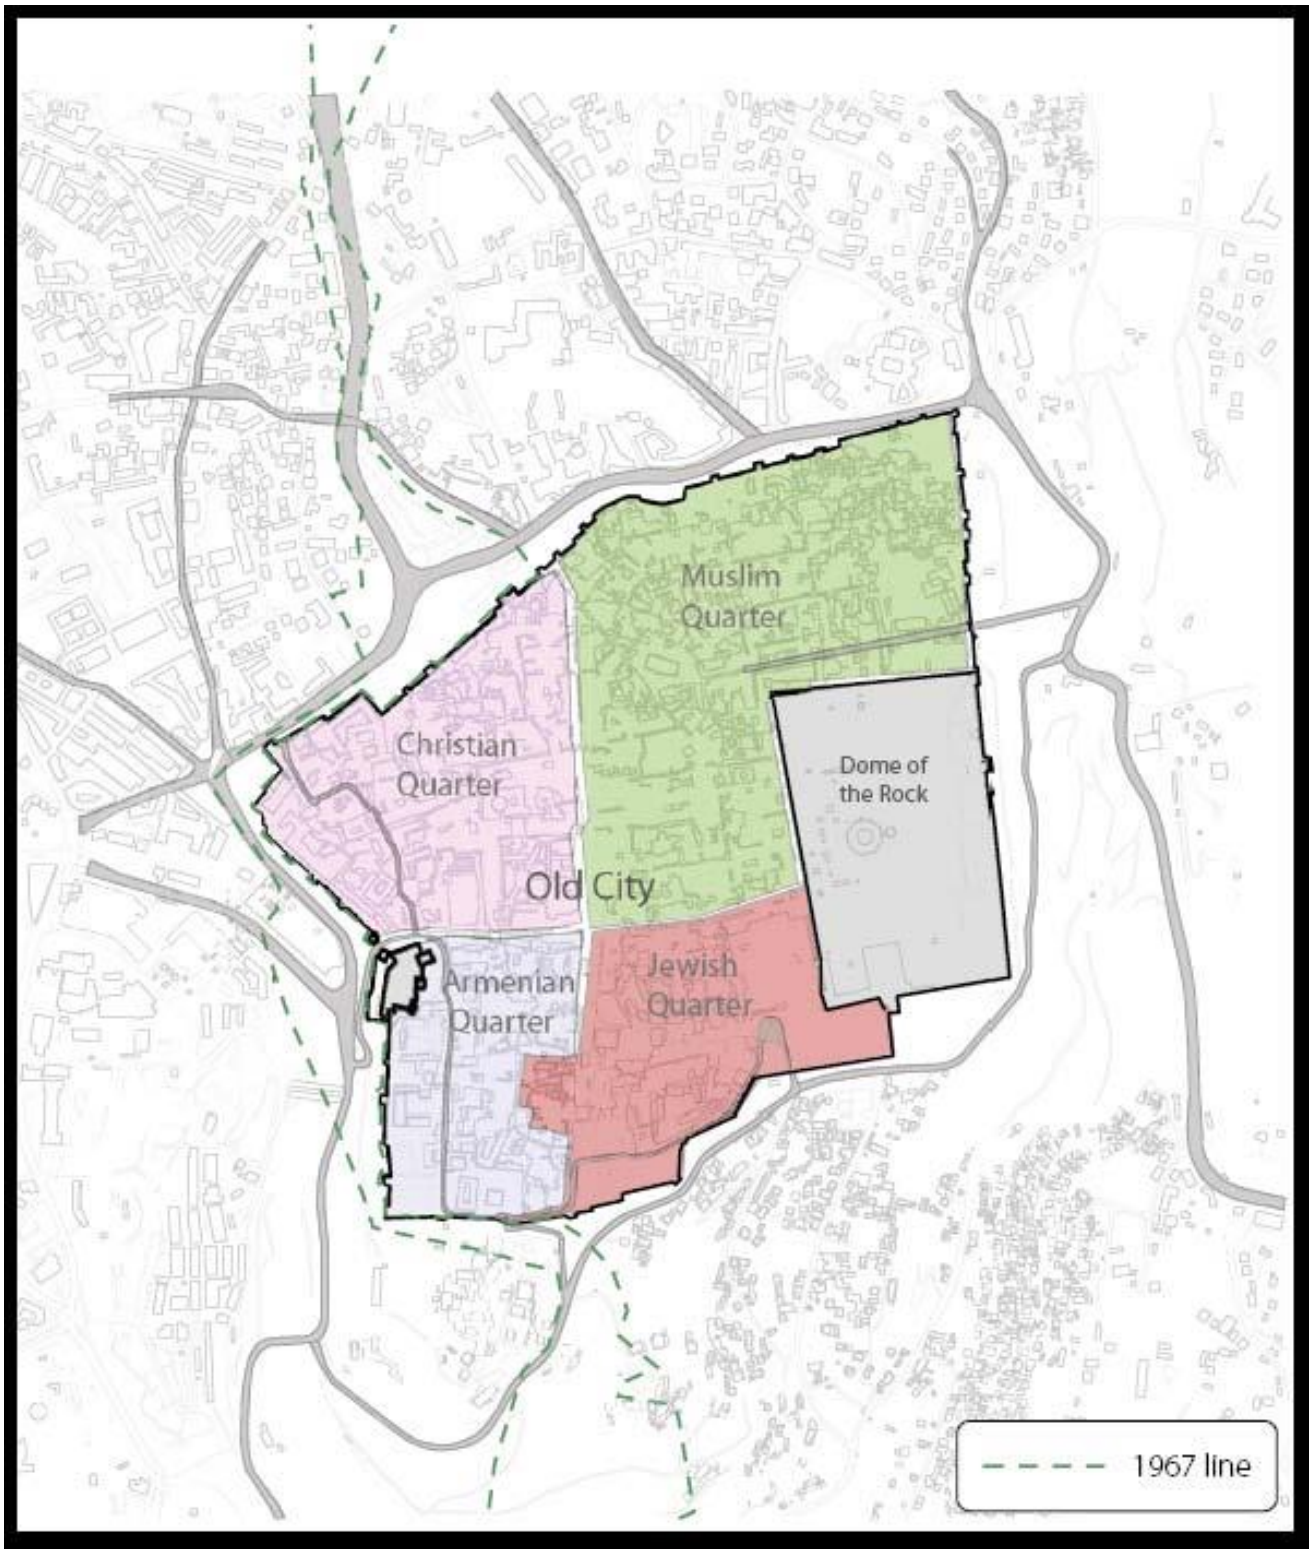 Muslim
Quarter
Christian
Quarter
Dome of
the Rock
Old City
Armenian
Quarter
Jewish
Quarter
1967 line